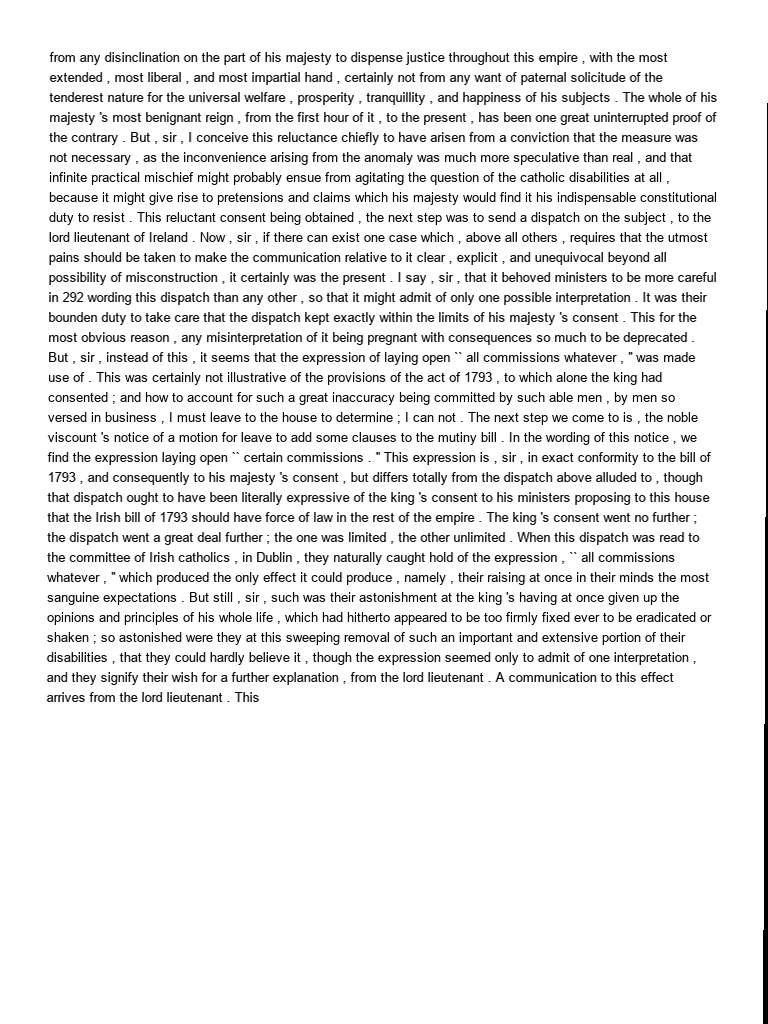 from any disinclination on the part of his majesty to dispense justice throughout this empire , with the most
extended , most liberal , and most impartial hand , certainly not from any want of paternal solicitude of the
tenderest nature for the universal welfare , prosperity , tranquillity , and happiness of his subjects . The whole of his
majesty 's most benignant reign , from the first hour of it , to the present , has been one great uninterrupted proof of
the contrary . But , sir , I conceive this reluctance chiefly to have arisen from a conviction that the measure was
not necessary , as the inconvenience arising from the anomaly was much more speculative than real , and that
infinite practical mischief might probably ensue from agitating the question of the catholic disabilities at all ,
because it might give rise to pretensions and claims which his majesty would find it his indispensable constitutional
duty to resist . This reluctant consent being obtained , the next step was to send a dispatch on the subject , to the
lord lieutenant of Ireland . Now , sir , if there can exist one case which , above all others , requires that the utmost
pains should be taken to make the communication relative to it clear , explicit , and unequivocal beyond all
possibility of misconstruction , it certainly was the present . I say , sir , that it behoved ministers to be more careful
in 292 wording this dispatch than any other , so that it might admit of only one possible interpretation . It was their
bounden duty to take care that the dispatch kept exactly within the limits of his majesty 's consent . This for the
most obvious reason , any misinterpretation of it being pregnant with consequences so much to be deprecated .
But , sir , instead of this , it seems that the expression of laying open `` all commissions whatever , '' was made
use of . This was certainly not illustrative of the provisions of the act of 1793 , to which alone the king had
consented ; and how to account for such a great inaccuracy being committed by such able men , by men so
versed in business , I must leave to the house to determine ; I can not . The next step we come to is , the noble
viscount 's notice of a motion for leave to add some clauses to the mutiny bill . In the wording of this notice , we
find the expression laying open `` certain commissions . '' This expression is , sir , in exact conformity to the bill of
1793 , and consequently to his majesty 's consent , but differs totally from the dispatch above alluded to , though
that dispatch ought to have been literally expressive of the king 's consent to his ministers proposing to this house
that the Irish bill of 1793 should have force of law in the rest of the empire . The king 's consent went no further ;
the dispatch went a great deal further ; the one was limited , the other unlimited . When this dispatch was read to
the committee of Irish catholics , in Dublin , they naturally caught hold of the expression , `` all commissions
whatever , '' which produced the only effect it could produce , namely , their raising at once in their minds the most
sanguine expectations . But still , sir , such was their astonishment at the king 's having at once given up the
opinions and principles of his whole life , which had hitherto appeared to be too firmly fixed ever to be eradicated or
shaken ; so astonished were they at this sweeping removal of such an important and extensive portion of their
disabilities , that they could hardly believe it , though the expression seemed only to admit of one interpretation ,
and they signify their wish for a further explanation , from the lord lieutenant . A communication to this effect
arrives from the lord lieutenant . This